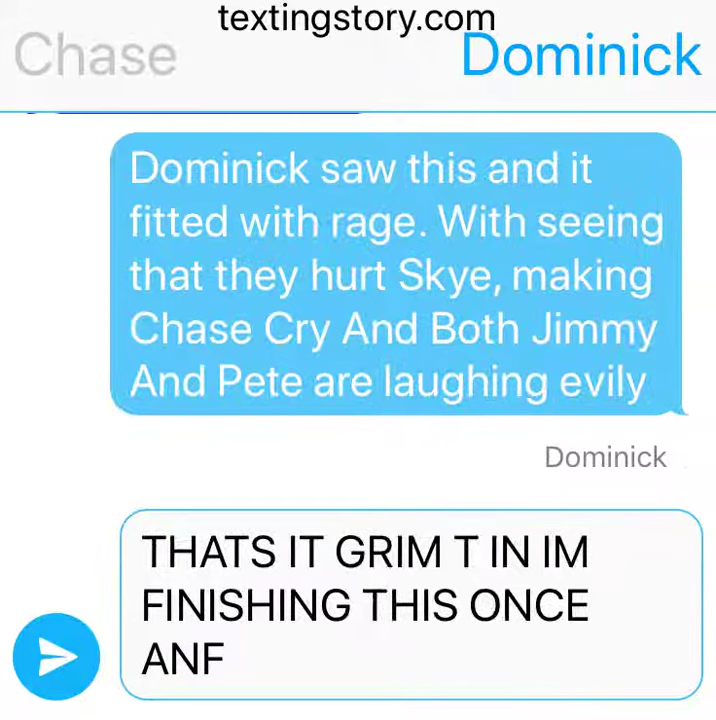 textingstory.com
Chase Dominick
Dominick saw this and it
fitted with rage. With seeing
that they hurt Skye, making
Chase Cry And Both Jimmy
And Pete are laughing evily
Dominick
THATS IT GRIM T IN IM
FINISHING THIS ONCE
ANF